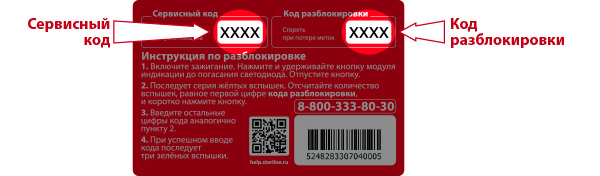 Сервисный код
Код разблокировки
Сервисный
код
XXXX
Стереть
при потере меток
XXXX
Код
разблокировки
Инструкция по разблокировке
1. Включите зажигание. Нажмите и удерживайте кнопку модуля
индикации до погасания светодиода. Отпустите кнопку.
2. Последует серия жёлтых вспышек. Отсчитайте количество
вспышек, равное первой цифре кода разблокировки,
и коротко нажмите кнопку.
3. Введите остальные
цифры кода аналогично
пункту 2.
4. При успешном вводе
кода последует
три зелёных вспышки.
8-800-333-80-30
help.starline.ru
5248283307040005